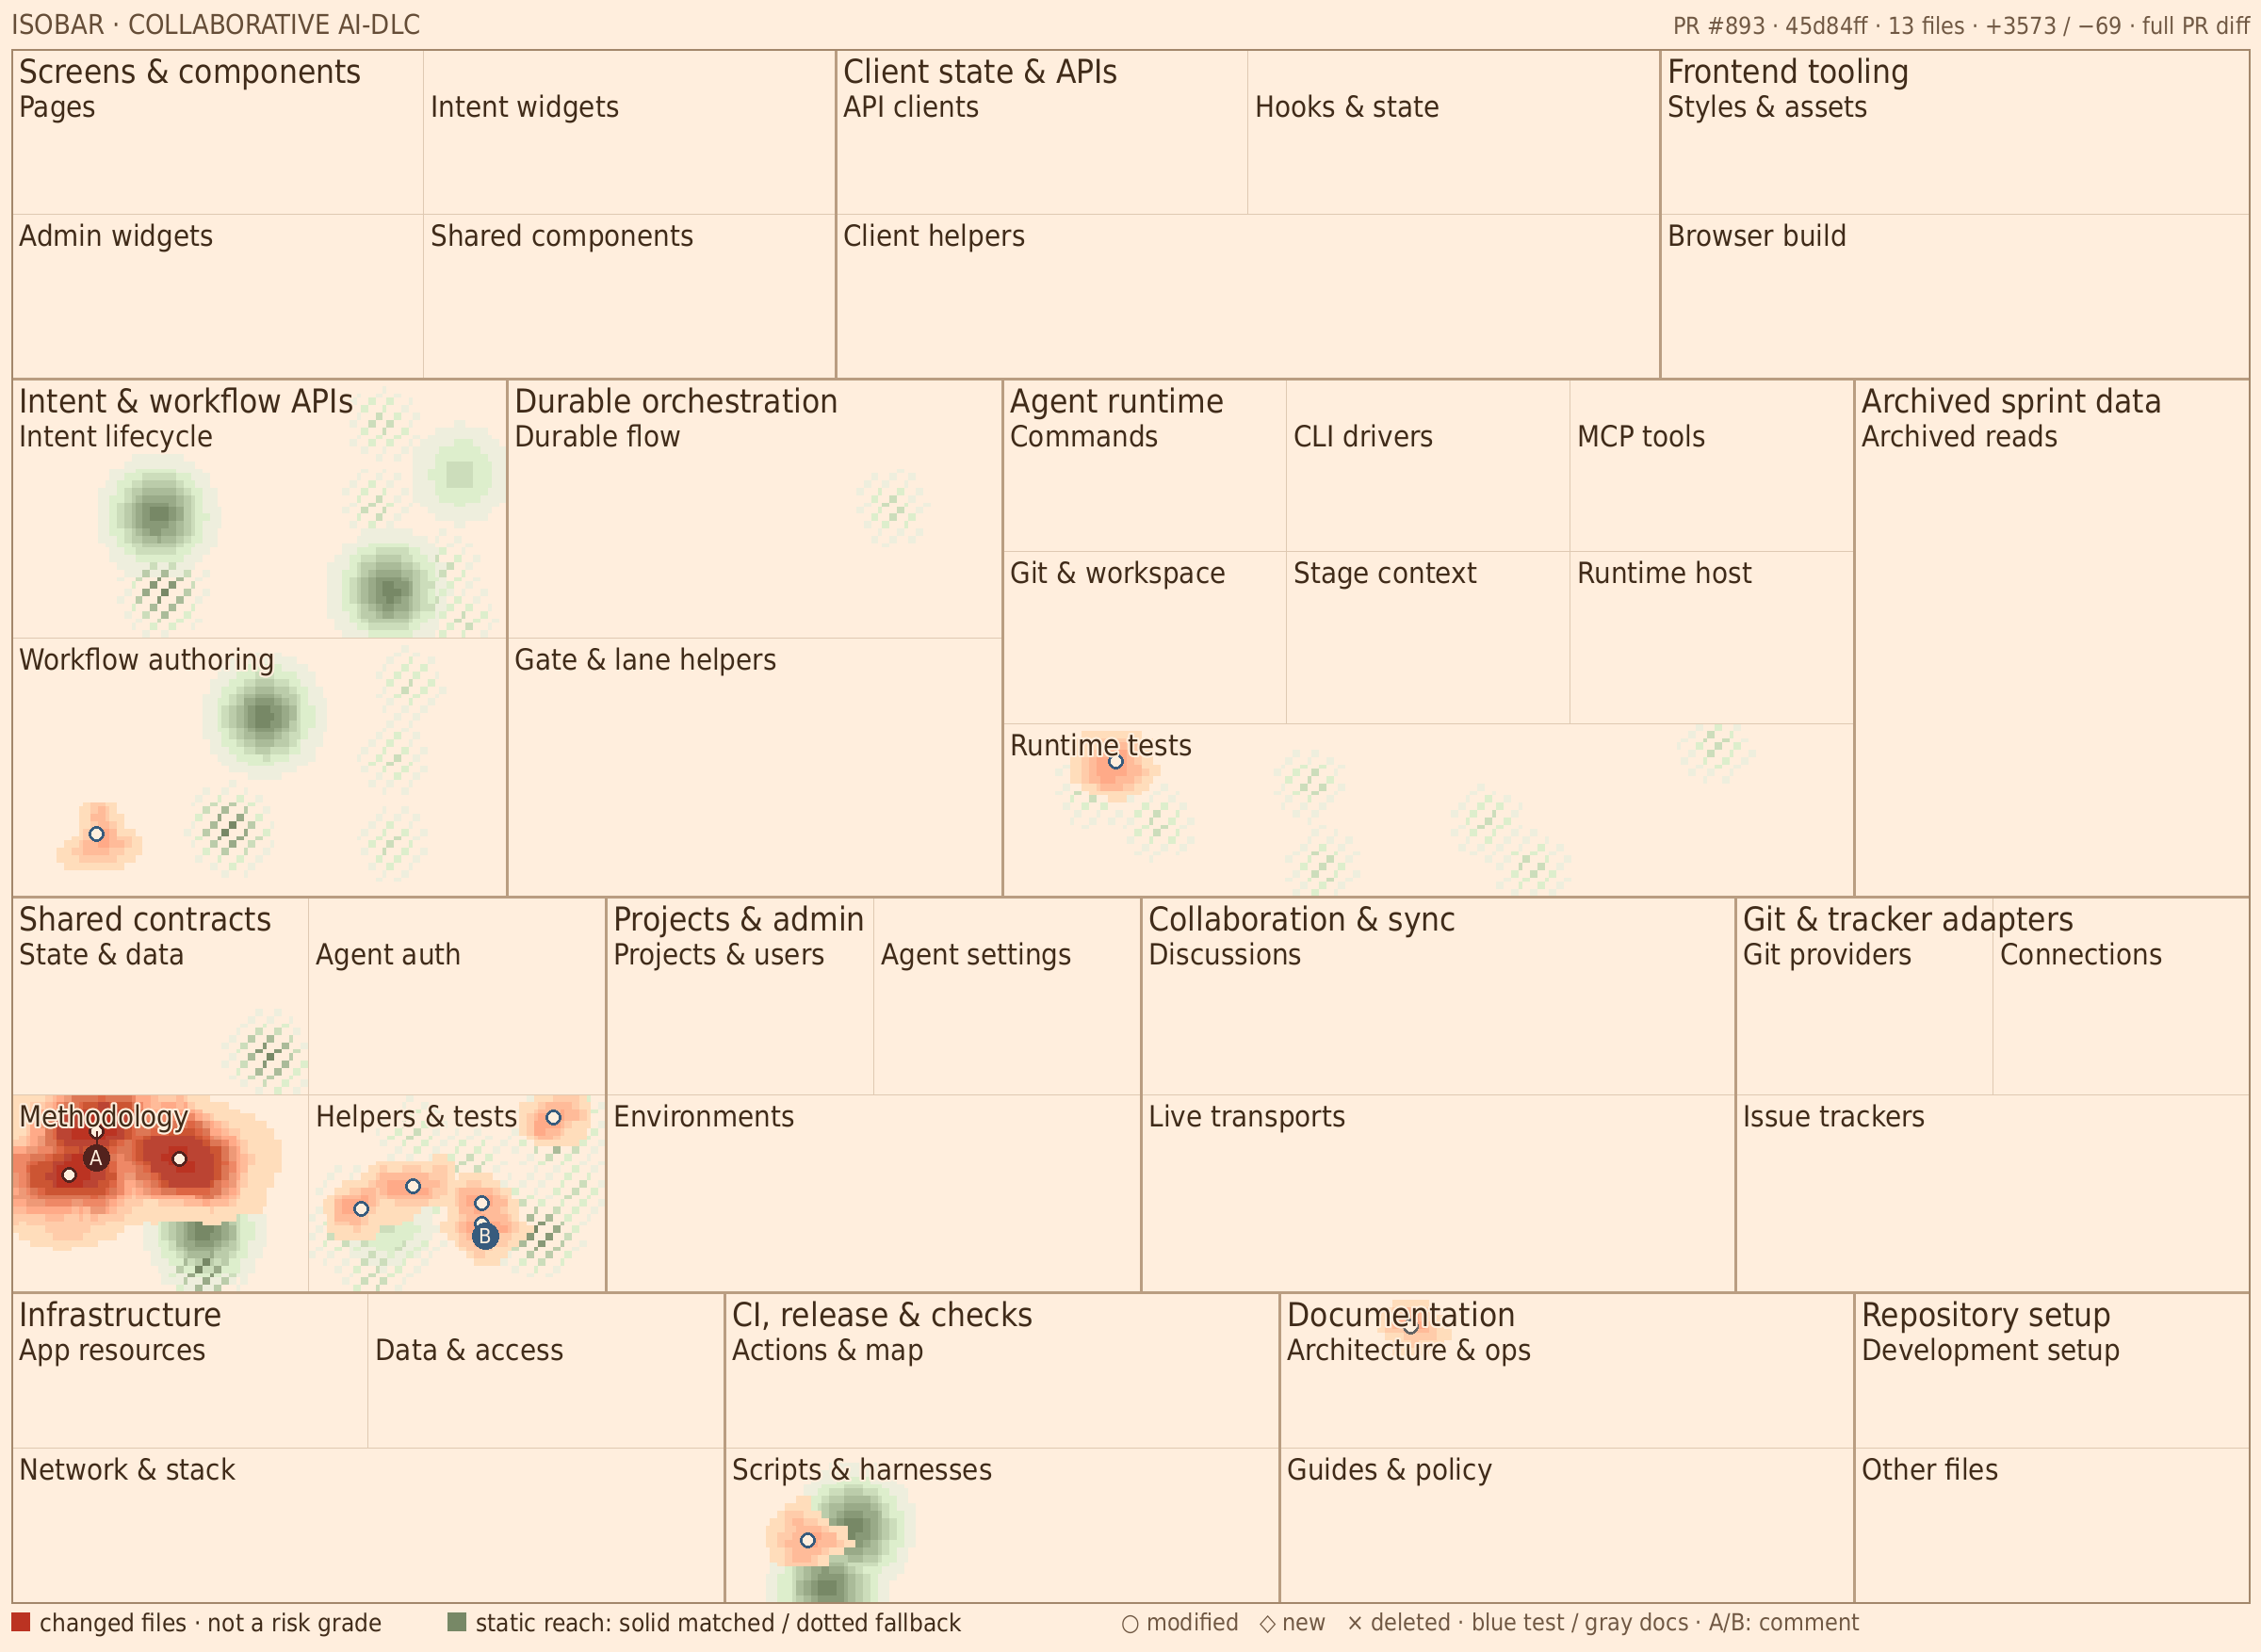 ISOBAR · COLLABORATIVE AI-DLC
PR #893 · 45d84ff · 13 files · +3573 / −69 · full PR diff
Screens & components
Pages
Intent widgets
Client state & APIs
API clients
Hooks & state
Frontend tooling
Styles & assets
Admin widgets
Shared components
Client helpers
Browser build
Intent & workflow APIs
Intent lifecycle
Durable orchestration
Durable flow
Agent runtime
Commands
CLI drivers
MCP tools
Archived sprint data
Archived reads
Git & workspace
Stage context
Runtime host
Workflow authoring
Gate & lane helpers
Runtime tests
Shared contracts
State & data
Agent auth
Projects & admin
Projects & users
Agent settings
Collaboration & sync
Discussions
Git & tracker adapters
Git providers
Connections
Methodology
A
Helpers & tests
B
Environments
Live transports
Issue trackers
Infrastructure
App resources
Data & access
CI, release & checks
Actions & map
Documentation
Architecture & ops
Repository setup
Development setup
Network & stack
Scripts & harnesses
Guides & policy
Other files
changed files · not a risk grade
static reach: solid matched / dotted fallback
○ modified ◇ new × deleted · blue test / gray docs · A/B: comment